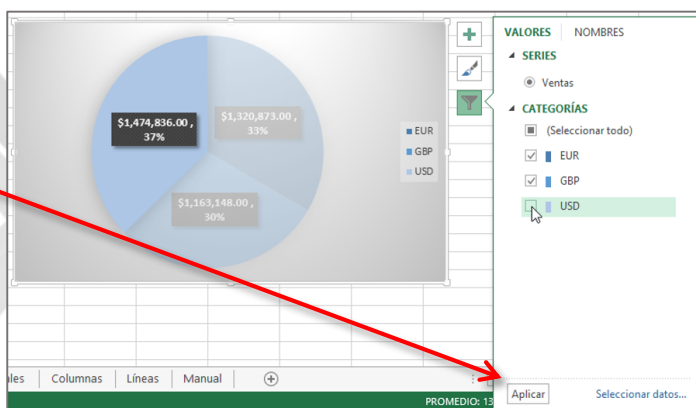 $1,474,836.00 ,
37%
$1,320,873.00 ,
33%
$1,163,148.00 ,
30%
EUR
GBP
USD
VALORES NOMBRES
SERIES
Ventas
CATEGORÍAS
(Seleccionar todo)
EUR
GBP
USD
Aplicar Seleccionar datos...
ales Columnas Líneas Manual
PROMEDIO: 13